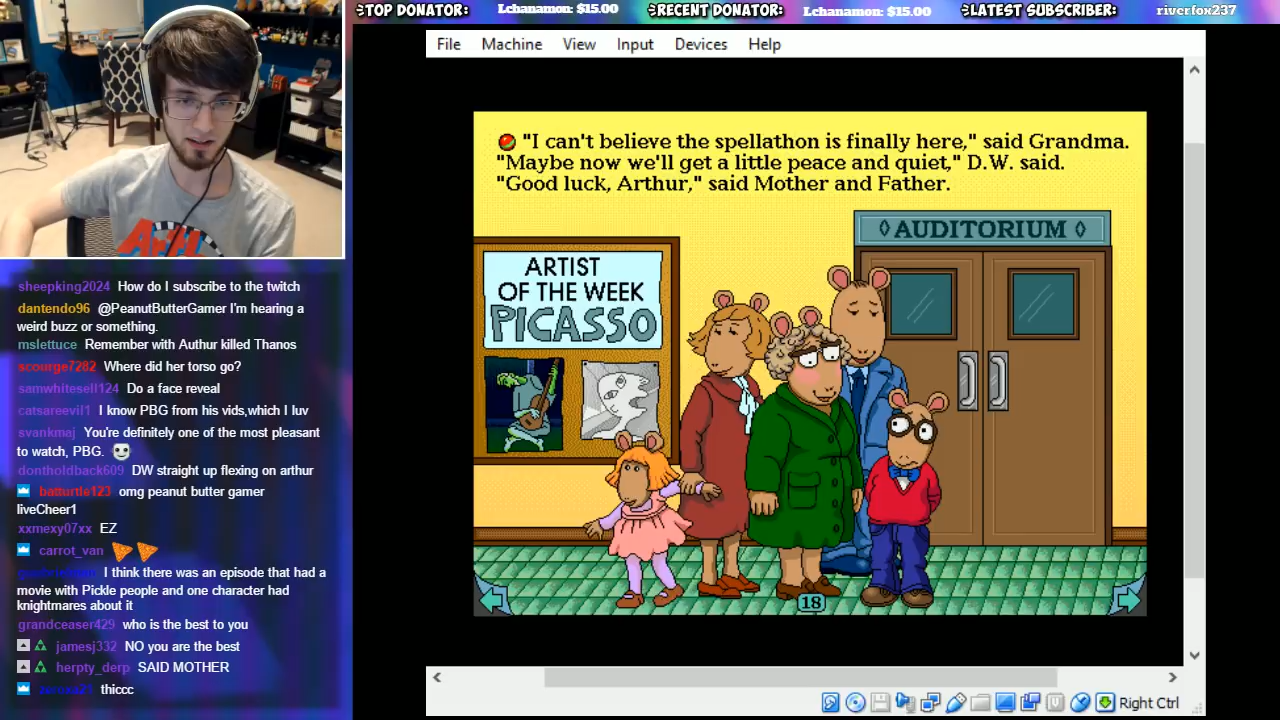 TOP DONATOR: Lchanamon: $15.00 RECENT DONATOR: Lchanamon: $15.00 LATEST SUBSCRIBER: riverfox237
File Machine View Input Devices Help
"I can't believe the spellathon is finally here," said Grandma.
"Maybe now we'll get a little peace and quiet," D.W. said.
"Good luck, Arthur," said Mother and Father.
AUDITORIUM
ARTIST
OF THE WEEK
PICASSO
18
Right Ctrl
sheepking2024 How do I subscribe to the twitch
dantendo96 @PeanutButterGamer I'm hearing a
weird buzz or something.
mslettuce Remember with Authur killed Thanos
scourge7282 Where did her torso go?
samwhitesell124 Do a face reveal
catsareevil1 I know PBG from his vids,which I luv
svankmaj You're definitely one of the most pleasant
to watch, PBG.
dontholdback609 DW straight up flexing on arthur
batturtle123 omg peanut butter gamer
liveCheer1
xxmexy07xx EZ
carrot_van
I think there was an episode that had a
movie with Pickle people and one character had
knightmares about it
grandceaser429 who is the best to you
jamesj332 NO you are the best
herpty_derp SAID MOTHER
thiccc